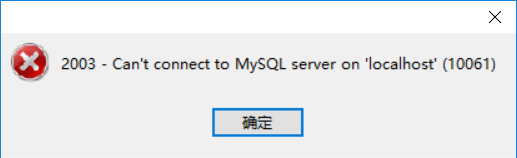 2003 - Can't connect to MySQL server on 'localhost' (10061)
确定